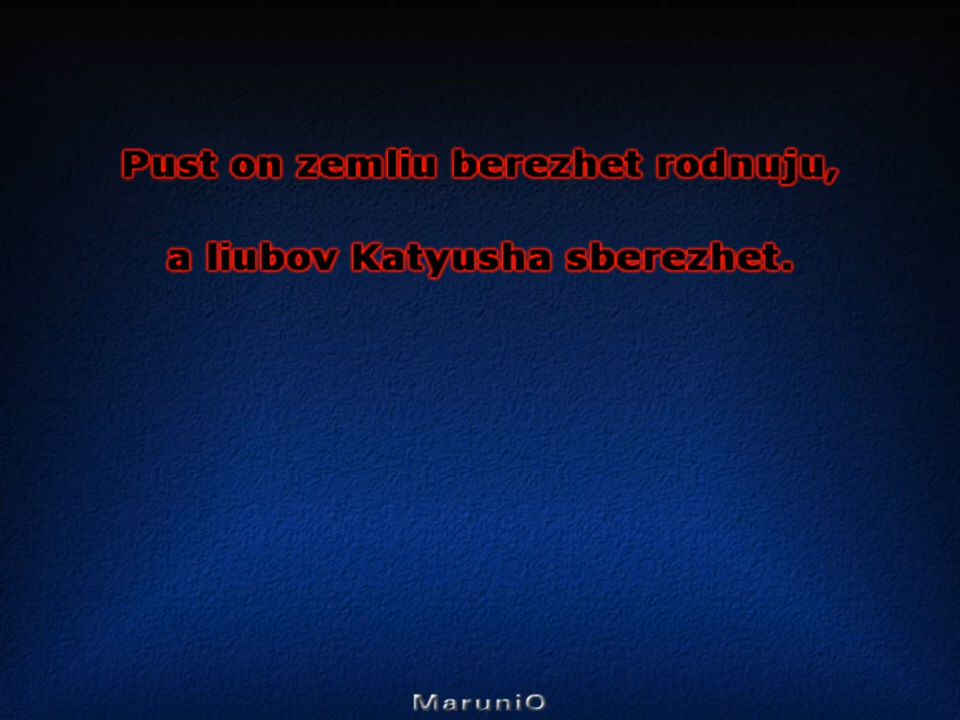 Pust on zemliu berezhet rodnuju,
a liubov Katyusha sberezhet.
MaruniO